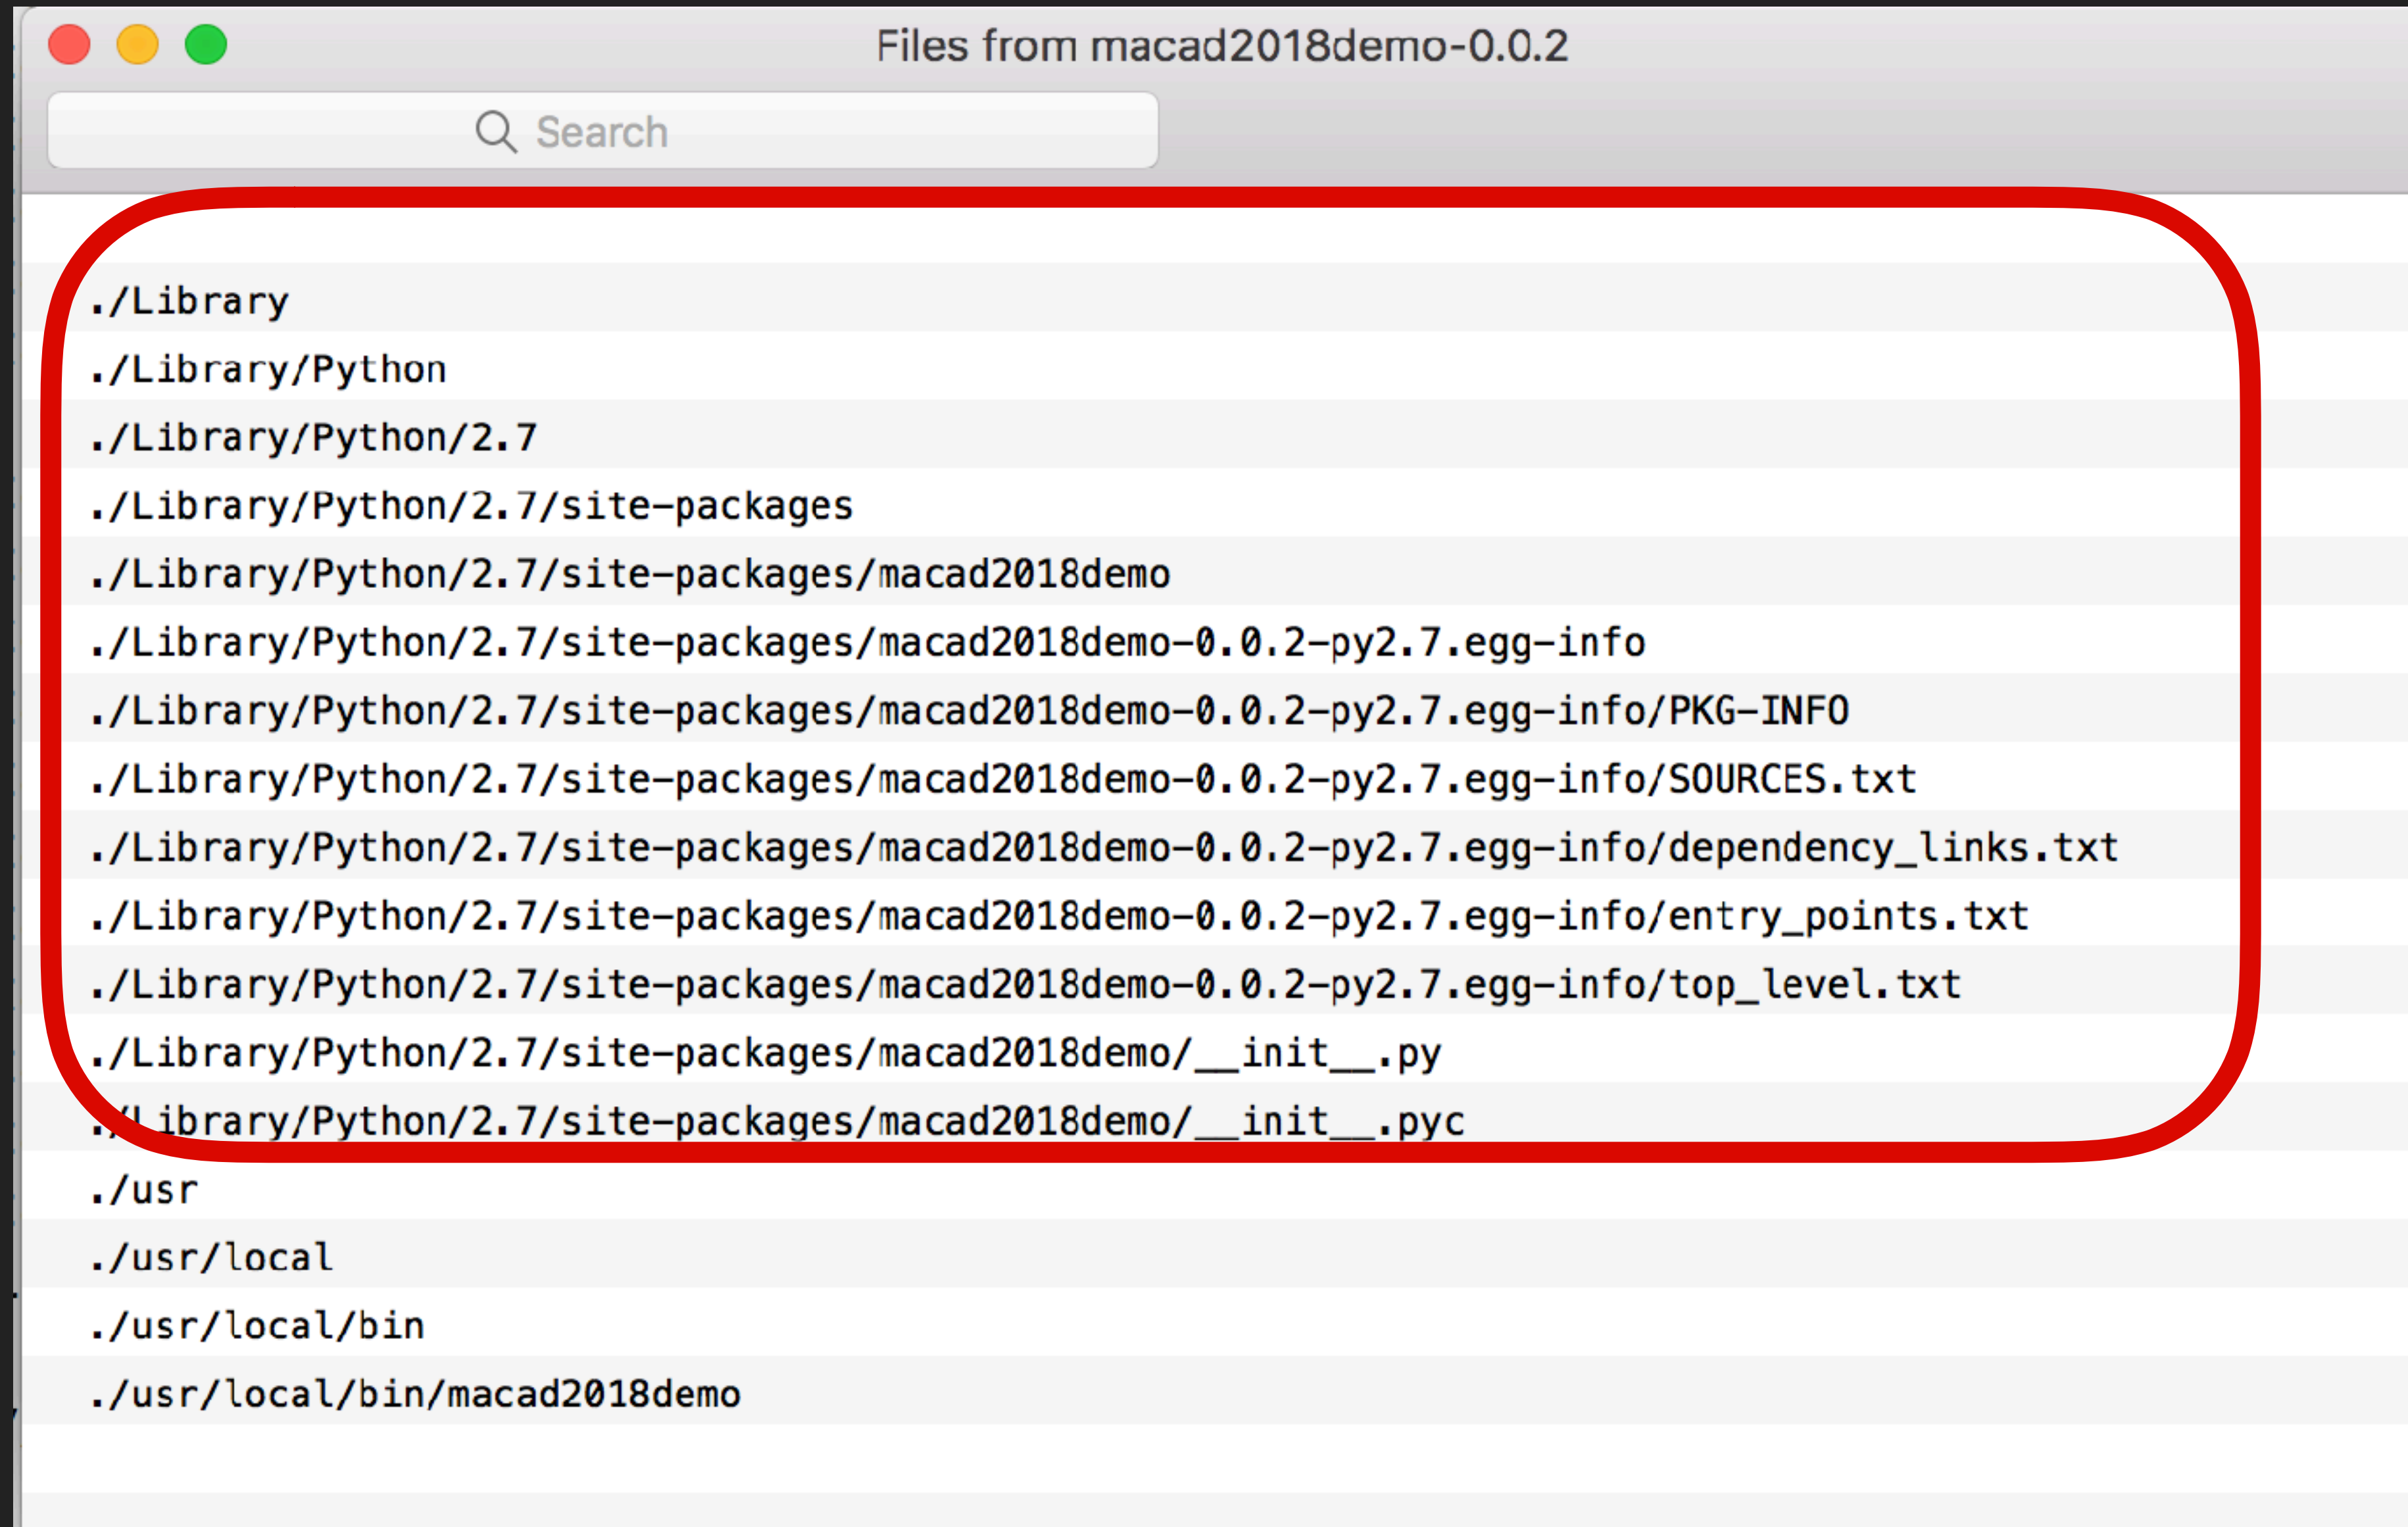 Files from macad2018demo-0.0.2
Search
./Library
./Library/Python
./Library/Python/2.7
./Library/Python/2.7/site-packages
./Library/Python/2.7/site-packages/macad2018demo
./Library/Python/2.7/site-packages/macad2018demo-0.0.2-py2.7.egg-info
./Library/Python/2.7/site-packages/macad2018demo-0.0.2-py2.7.egg-info/PKG-INFO
./Library/Python/2.7/site-packages/macad2018demo-0.0.2-py2.7.egg-info/SOURCES.txt
./Library/Python/2.7/site-packages/macad2018demo-0.0.2-py2.7.egg-info/dependency_links.txt
./Library/Python/2.7/site-packages/macad2018demo-0.0.2-py2.7.egg-info/entry_points.txt
./Library/Python/2.7/site-packages/macad2018demo-0.0.2-py2.7.egg-info/top_level.txt
./Library/Python/2.7/site-packages/macad2018demo/__init__.py
./Library/Python/2.7/site-packages/macad2018demo/__init__.pyc
./usr
./usr/local
./usr/local/bin
./usr/local/bin/macad2018demo